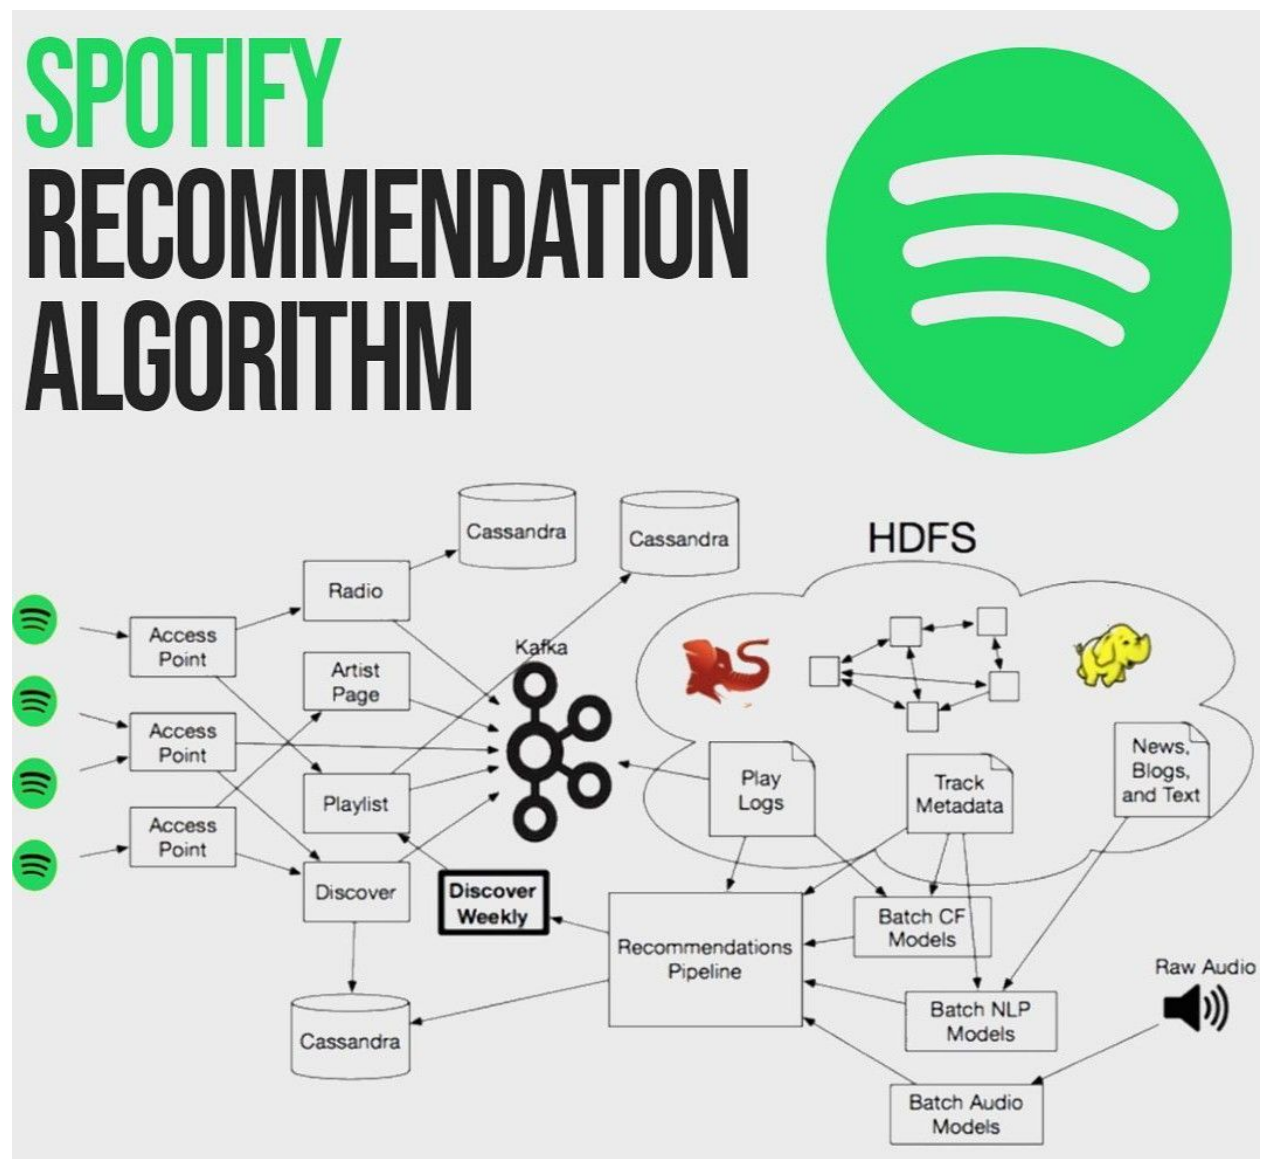 SPOTIFY
RECOMMENDATION
ALGORITHM
Cassandra
Cassandra
HDFS
Radio
Access
Point
Kafka
Artist
Page
Access
Point
News,
Blogs,
and Text
Play
Logs
Track
Metadata
Playlist
Access
Point
Discover
Discover
Weekly
Batch CF
Models
Recommendations
Pipeline
Raw Audio
Batch NLP
Models
Cassandra
Batch Audio
Models